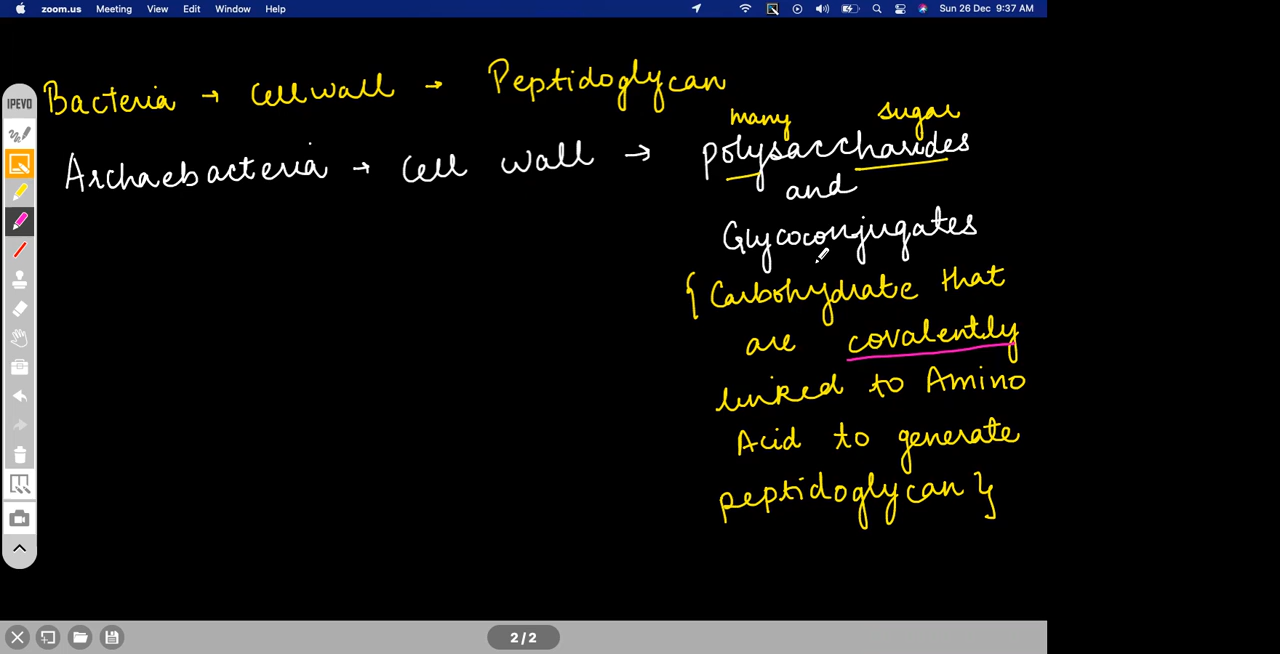 zoom.us Meeting View Edit Window Help Sun 26 Dec 9:37 AM
IPEVO
Bacteria → Cell wall → Peptidoglycan
many sugar
Archaebacteria → Cell wall → polysaccharides
and
Glycoconjugates
{Carbohydrate that
are covalently
linked to Amino
Acid to generate
peptidoglycan}
2/2